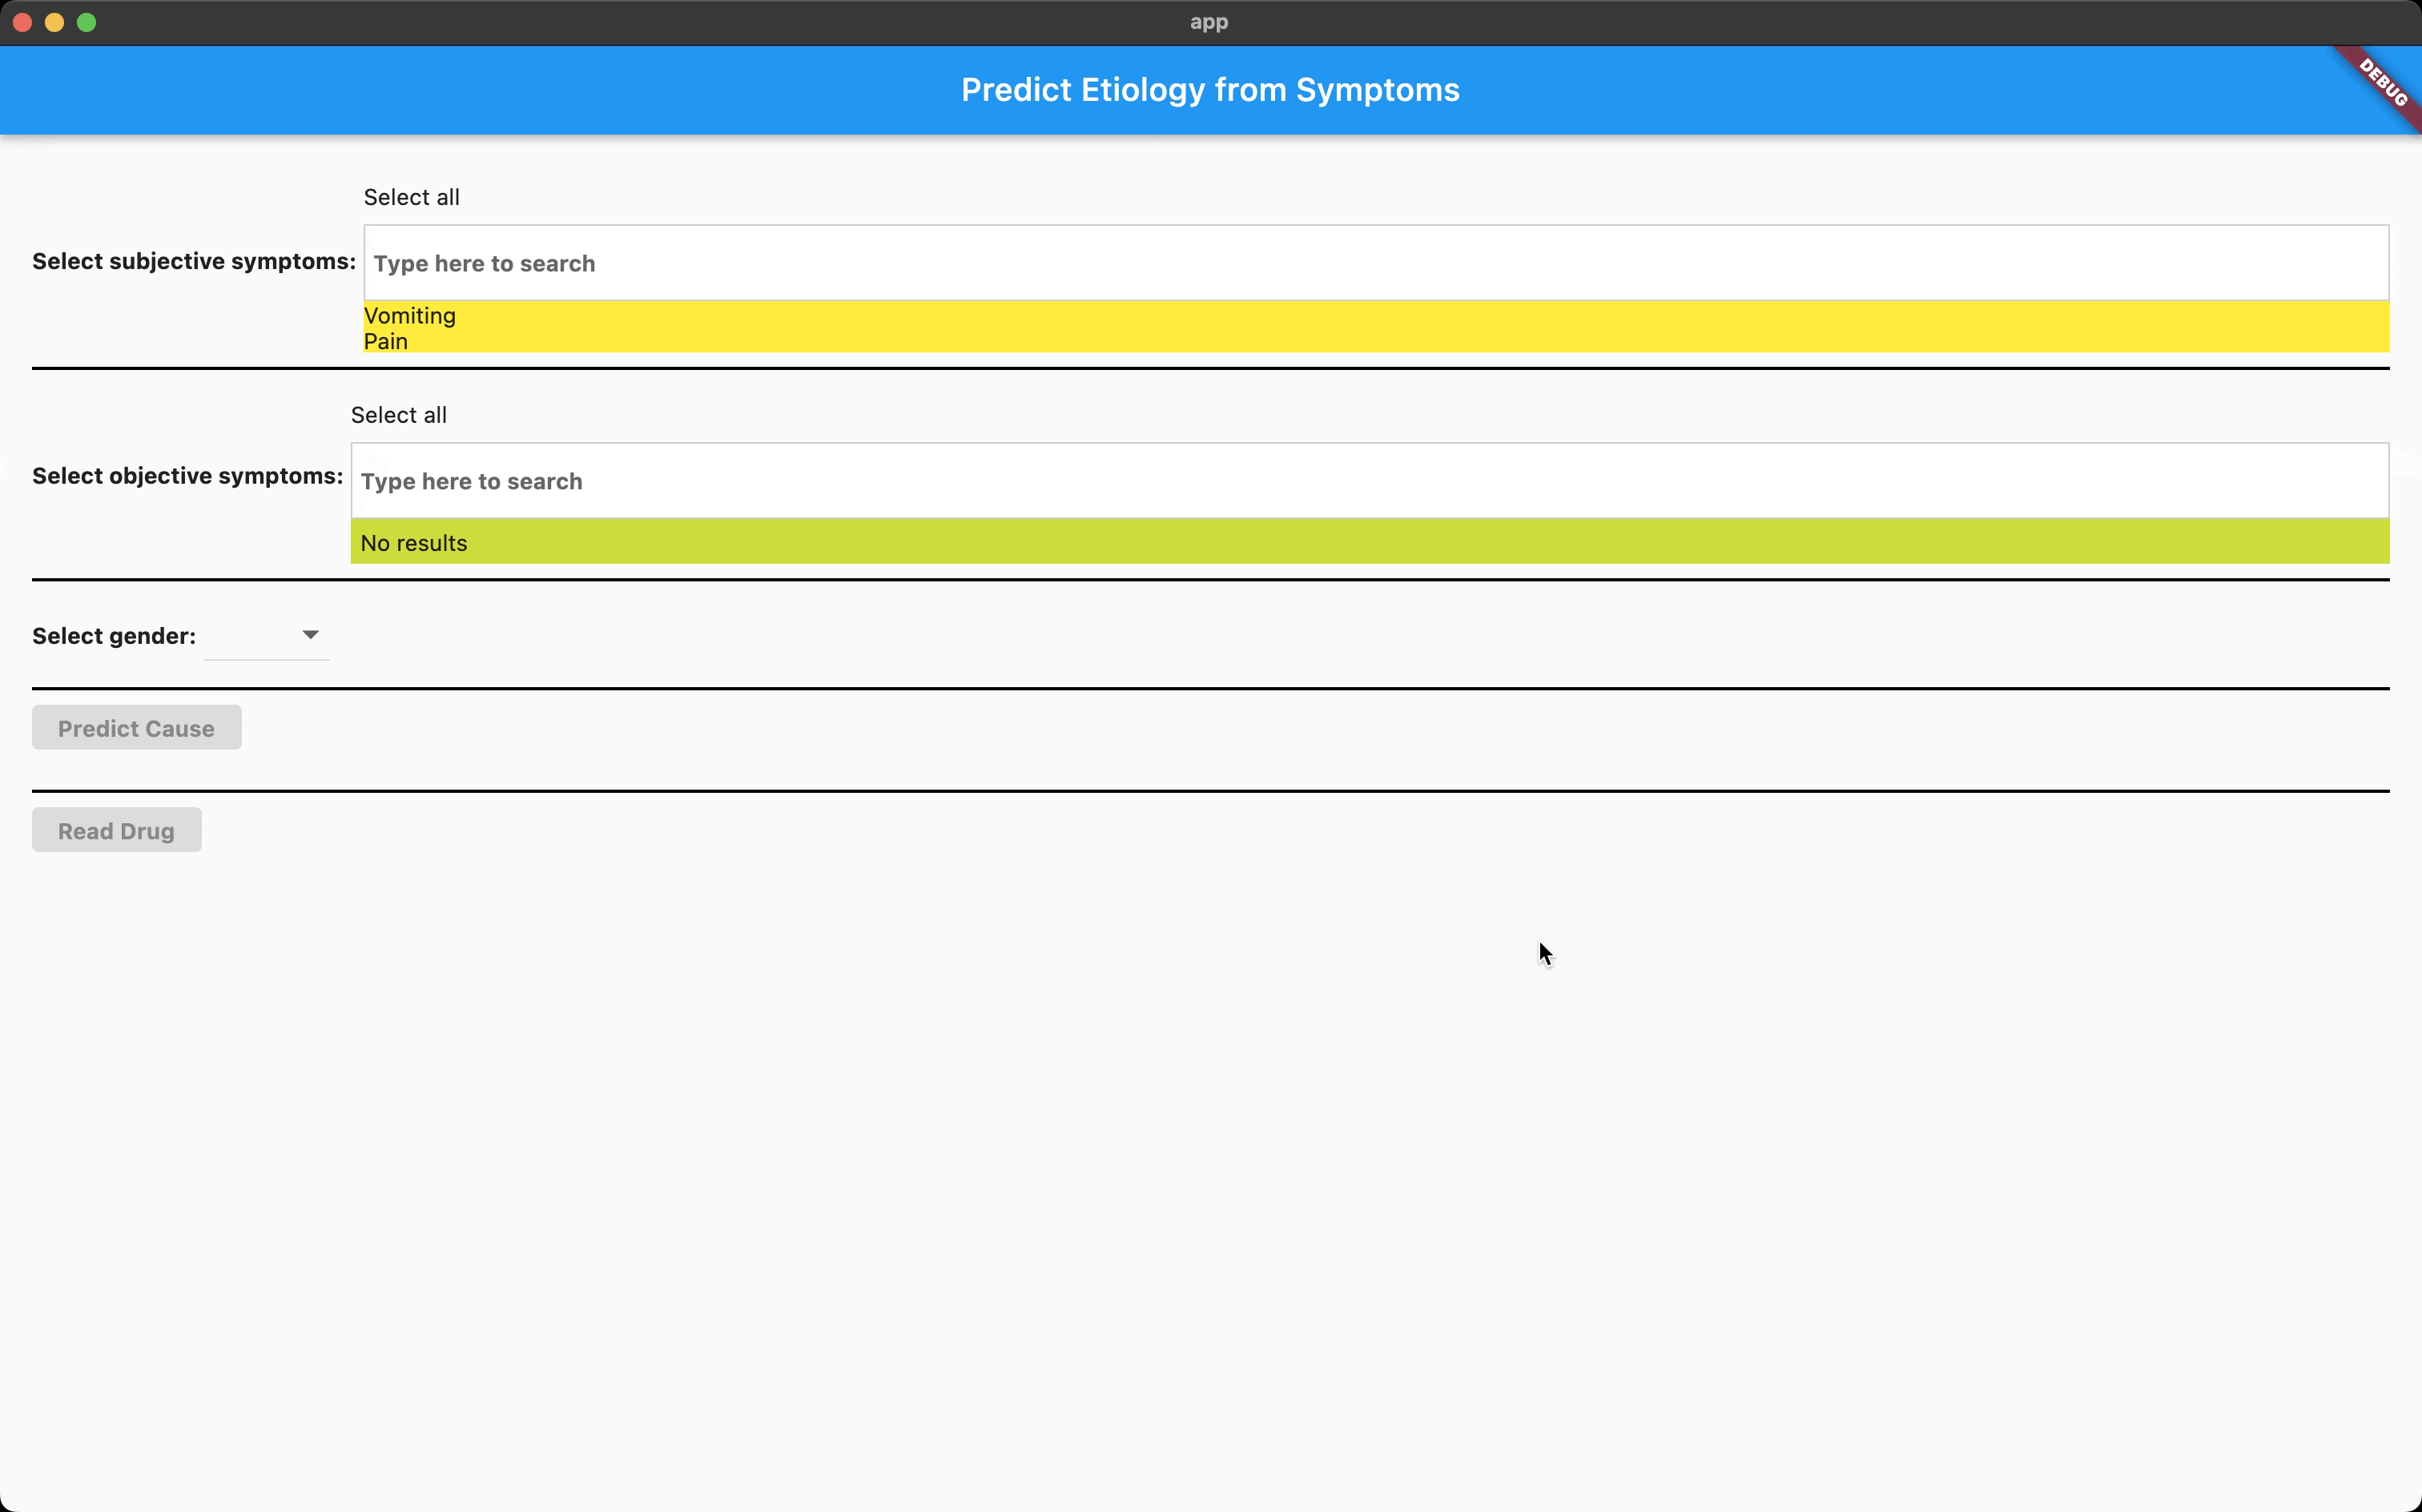 app
Predict Etiology from Symptoms
DEBUG
Select all
Select subjective symptoms:
Type here to search
Vomiting
Pain
Select all
Select objective symptoms:
Type here to search
No results
Select gender:
Predict Cause
Read Drug